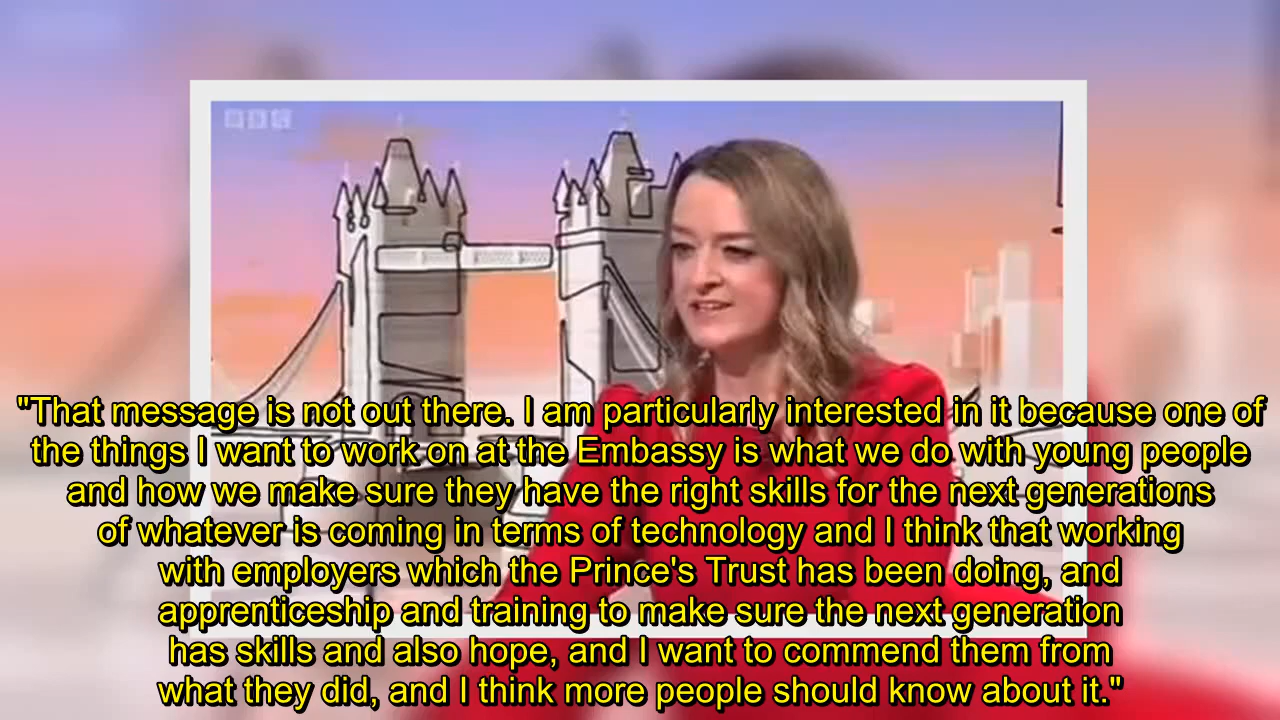 BBC
"That message is not out there. I am particularly interested in it because one of
the things I want to work on at the Embassy is what we do with young people
and how we make sure they have the right skills for the next generations
of whatever is coming in terms of technology and I think that working
with employers which the Prince's Trust has been doing, and
apprenticeship and training to make sure the next generation
has skills and also hope, and I want to commend them from
what they did, and I think more people should know about it."